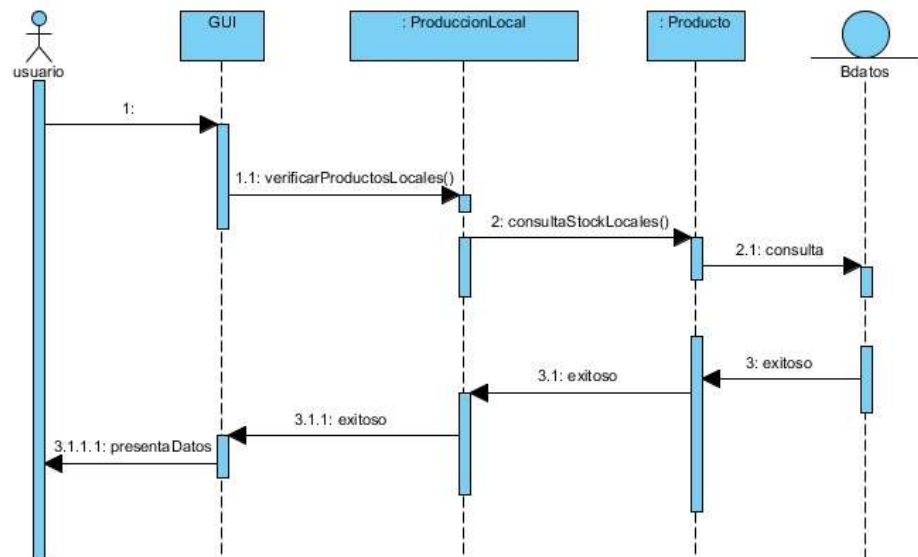 GUI
: ProduccionLocal
: Producto
usuario
Bdatos
1:
1.1: verificarProductosLocales()
2: consultaStockLocales()
2.1: consulta
3: exitoso
3.1: exitoso
3.1.1: exitoso
3.1.1.1: presentaDatos